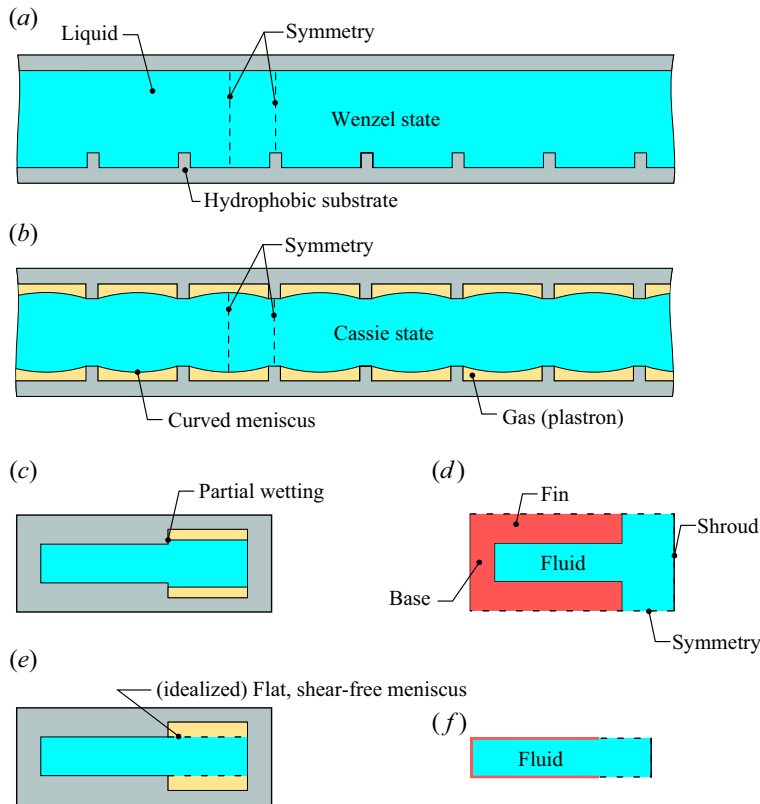 (a)
Liquid
Symmetry
Wenzel state
Hydrophobic substrate
(b)
Symmetry
Cassie state
Curved meniscus
Gas (plastron)
(c)
Partial wetting
(d)
Fin
Shroud
Fluid
Base
Symmetry
(e)
(idealized) Flat, shear-free meniscus
(f)
Fluid